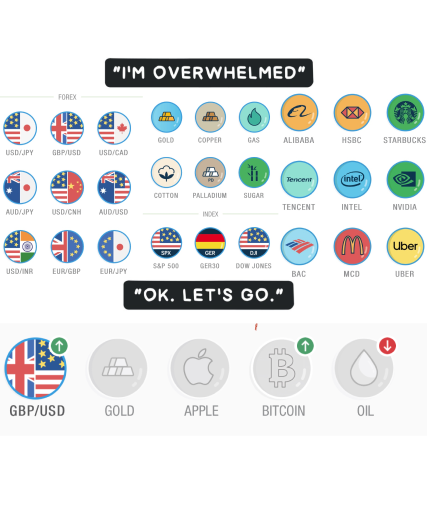 "I'M OVERWHELMED"
FOREX
USD/JPY GBP/USD USD/CAD
GOLD COPPER GAS ALIBABA HSBC STARBUCKS
AUD/JPY USD/CNH AUD/USD
COTTON PALLADIUM SUGAR
Tencent intel
TENCENT INTEL NVIDIA
INDEX
SPX GER DJI
Uber
USD/INR EUR/GBP EUR/JPY
S&P 500 GER30 DOW JONES
BAC MCD UBER
"OK. LET'S GO."
f
GBP/USD GOLD APPLE BITCOIN OIL